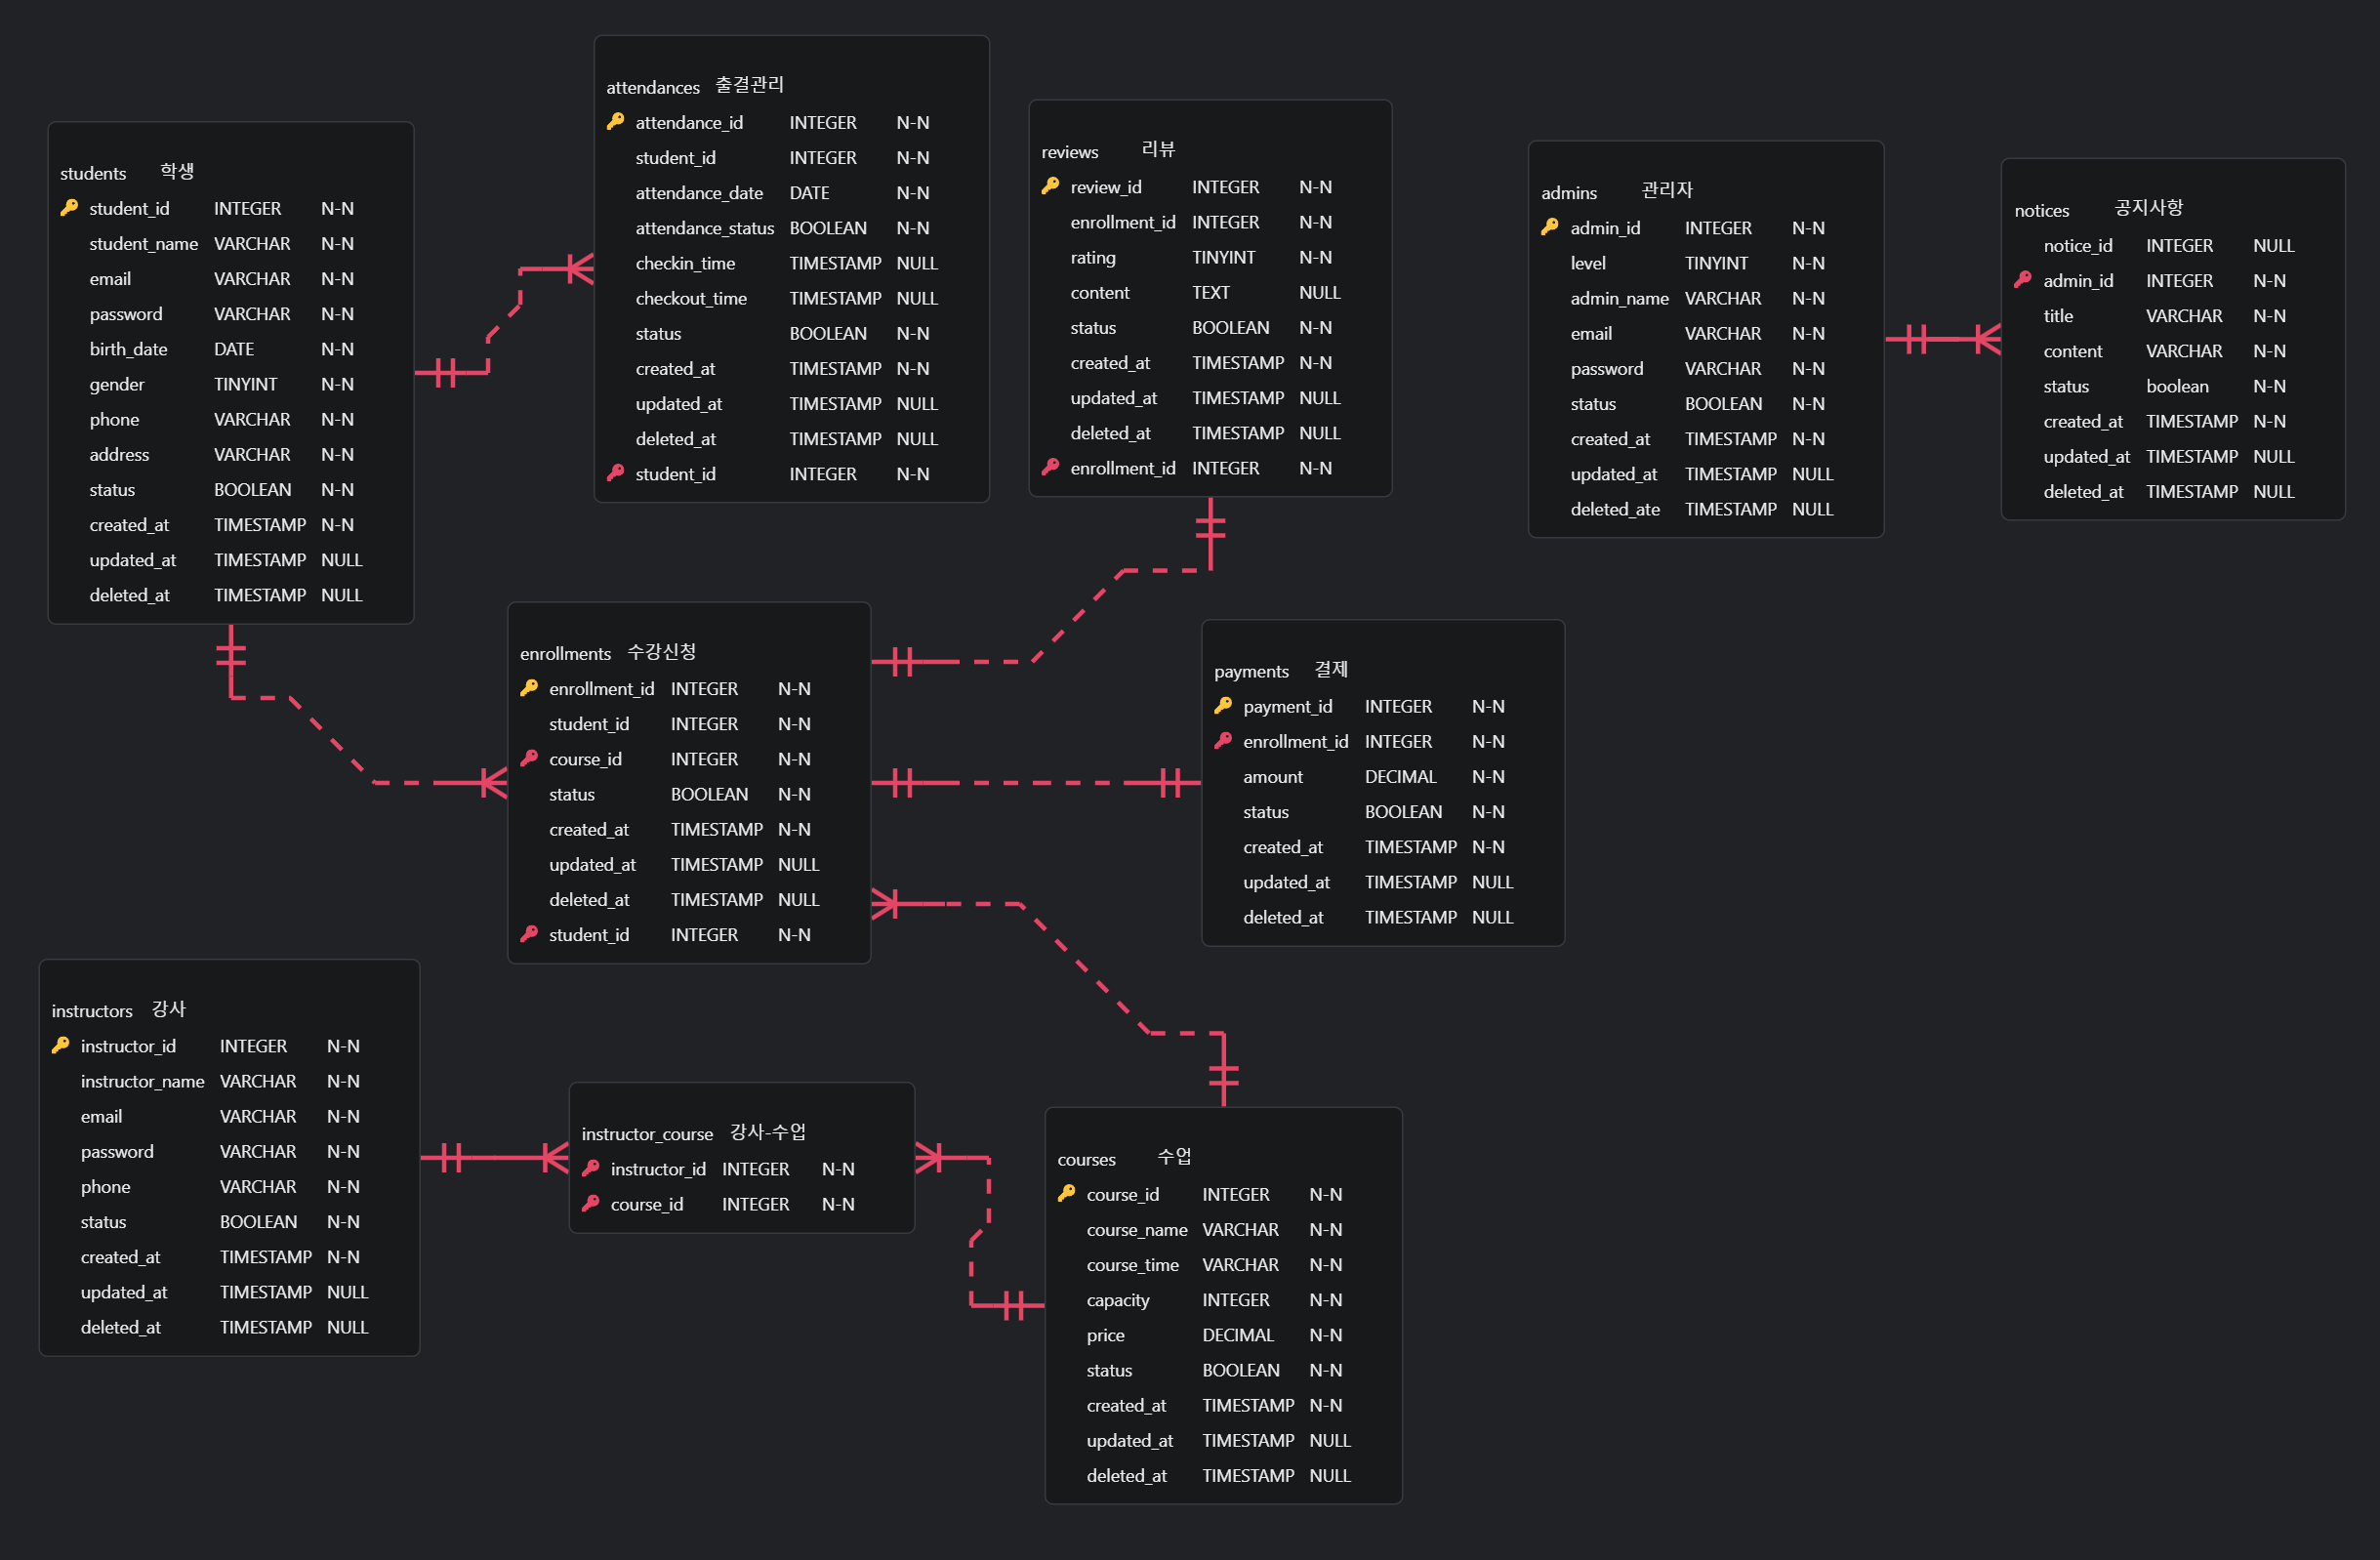 students 학생
student_id INTEGER N-N
student_name VARCHAR N-N
email VARCHAR N-N
password VARCHAR N-N
birth_date DATE N-N
gender TINYINT N-N
phone VARCHAR N-N
address VARCHAR N-N
status BOOLEAN N-N
created_at TIMESTAMP N-N
updated_at TIMESTAMP NULL
deleted_at TIMESTAMP NULL
attendances 출결관리
attendance_id INTEGER N-N
student_id INTEGER N-N
attendance_date DATE N-N
attendance_status BOOLEAN N-N
checkin_time TIMESTAMP NULL
checkout_time TIMESTAMP NULL
status BOOLEAN N-N
created_at TIMESTAMP N-N
updated_at TIMESTAMP NULL
deleted_at TIMESTAMP NULL
student_id INTEGER N-N
reviews 리뷰
review_id INTEGER N-N
enrollment_id INTEGER N-N
rating TINYINT N-N
content TEXT NULL
status BOOLEAN N-N
created_at TIMESTAMP N-N
updated_at TIMESTAMP NULL
deleted_at TIMESTAMP NULL
enrollment_id INTEGER N-N
admins 관리자
admin_id INTEGER N-N
level TINYINT N-N
admin_name VARCHAR N-N
email VARCHAR N-N
password VARCHAR N-N
status BOOLEAN N-N
created_at TIMESTAMP N-N
updated_at TIMESTAMP NULL
deleted_ate TIMESTAMP NULL
notices 공지사항
notice_id INTEGER NULL
admin_id INTEGER N-N
title VARCHAR N-N
content VARCHAR N-N
status boolean N-N
created_at TIMESTAMP N-N
updated_at TIMESTAMP NULL
deleted_at TIMESTAMP NULL
enrollments 수강신청
enrollment_id INTEGER N-N
student_id INTEGER N-N
course_id INTEGER N-N
status BOOLEAN N-N
created_at TIMESTAMP N-N
updated_at TIMESTAMP NULL
deleted_at TIMESTAMP NULL
student_id INTEGER N-N
payments 결제
payment_id INTEGER N-N
enrollment_id INTEGER N-N
amount DECIMAL N-N
status BOOLEAN N-N
created_at TIMESTAMP N-N
updated_at TIMESTAMP NULL
deleted_at TIMESTAMP NULL
instructors 강사
instructor_id INTEGER N-N
instructor_name VARCHAR N-N
email VARCHAR N-N
password VARCHAR N-N
phone VARCHAR N-N
status BOOLEAN N-N
created_at TIMESTAMP N-N
updated_at TIMESTAMP NULL
deleted_at TIMESTAMP NULL
instructor_course 강사-수업
instructor_id INTEGER N-N
course_id INTEGER N-N
courses 수업
course_id INTEGER N-N
course_name VARCHAR N-N
course_time VARCHAR N-N
capacity INTEGER N-N
price DECIMAL N-N
status BOOLEAN N-N
created_at TIMESTAMP N-N
updated_at TIMESTAMP NULL
deleted_at TIMESTAMP NULL